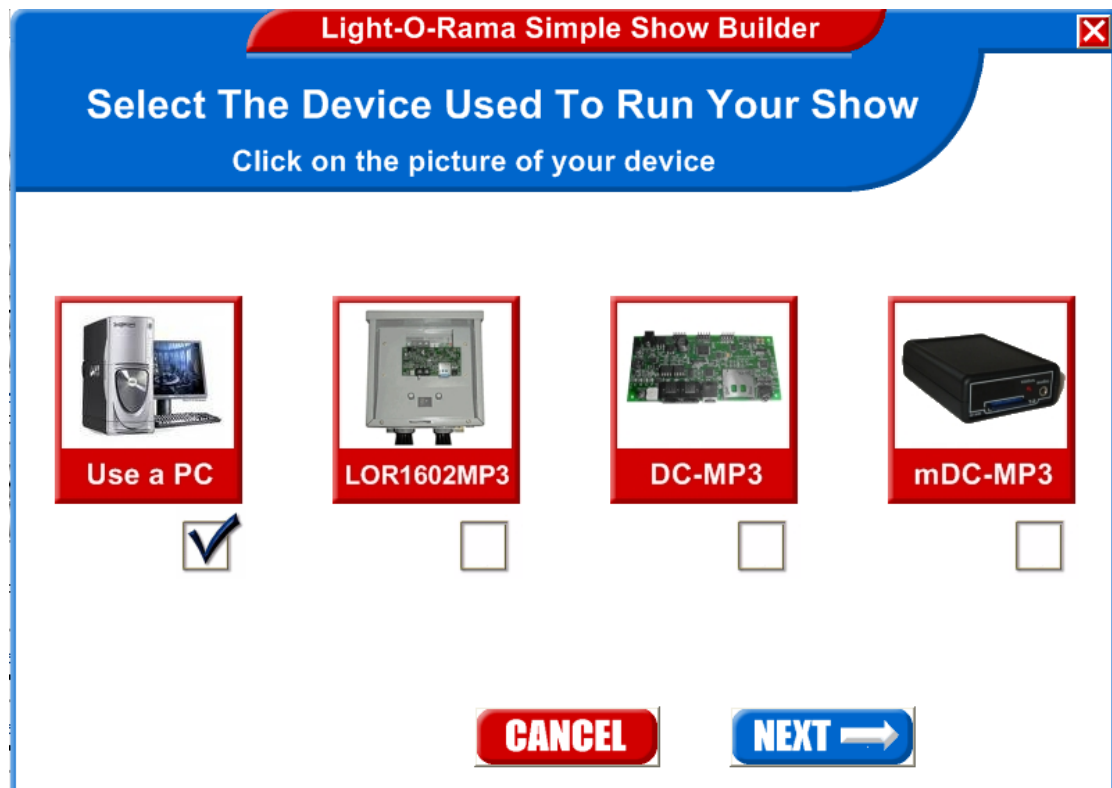 Light-O-Rama Simple Show Builder
Select The Device Used To Run Your Show
Click on the picture of your device
Use a PC
LOR1602MP3
DC-MP3
mDC-MP3
CANCEL
NEXT